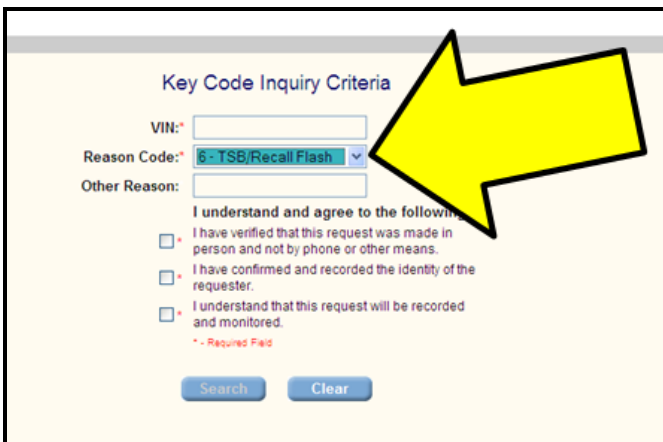 Key Code Inquiry Criteria
VIN:*
Reason Code:* 6 - TSB/Recall Flash
Other Reason:
I understand and agree to the following
* I have verified that this request was made in
person and not by phone or other means.
* I have confirmed and recorded the identity of the
requester.
* I understand that this request will be recorded
and monitored.
* - Required Field
Search Clear